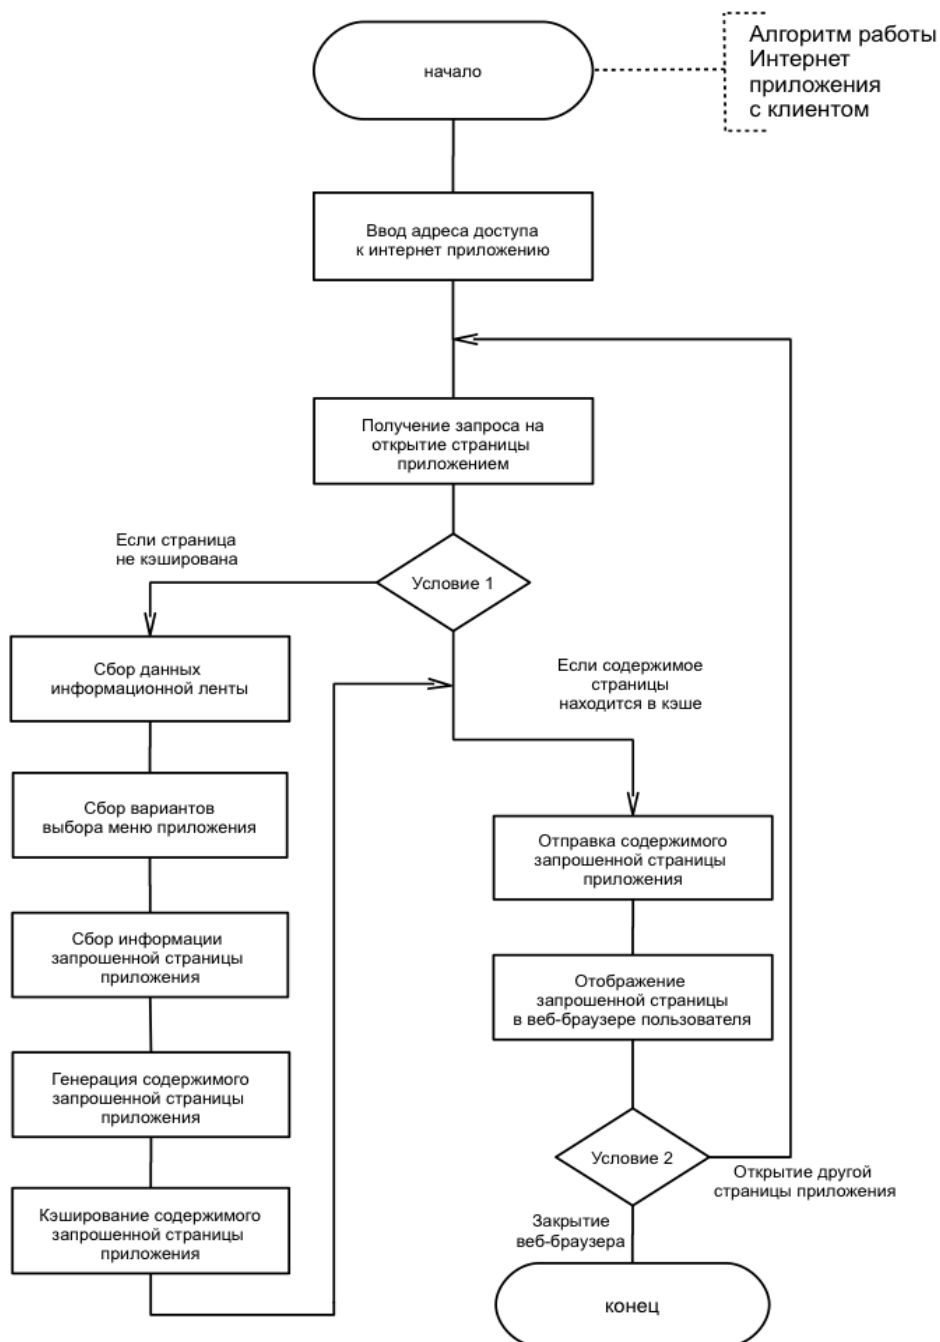 начало
Алгоритм работы
Интернет
приложения
с клиентом
Ввод адреса доступа
к интернет приложению
Получение запроса на
открытие страницы
приложением
Если страница
не кэширована
Условие 1
Сбор данных
информационной ленты
Если содержимое
страницы
находится в кэше
Сбор вариантов
выбора меню приложения
Отправка содержимого
запрошенной страницы
приложения
Сбор информации
запрошенной страницы
приложения
Отображение
запрошенной страницы
в веб-браузере пользователя
Генерация содержимого
запрошенной страницы
приложения
Условие 2
Открытие другой
страницы приложения
Кэширование содержимого
запрошенной страницы
приложения
Закрытие
веб-браузера
конец